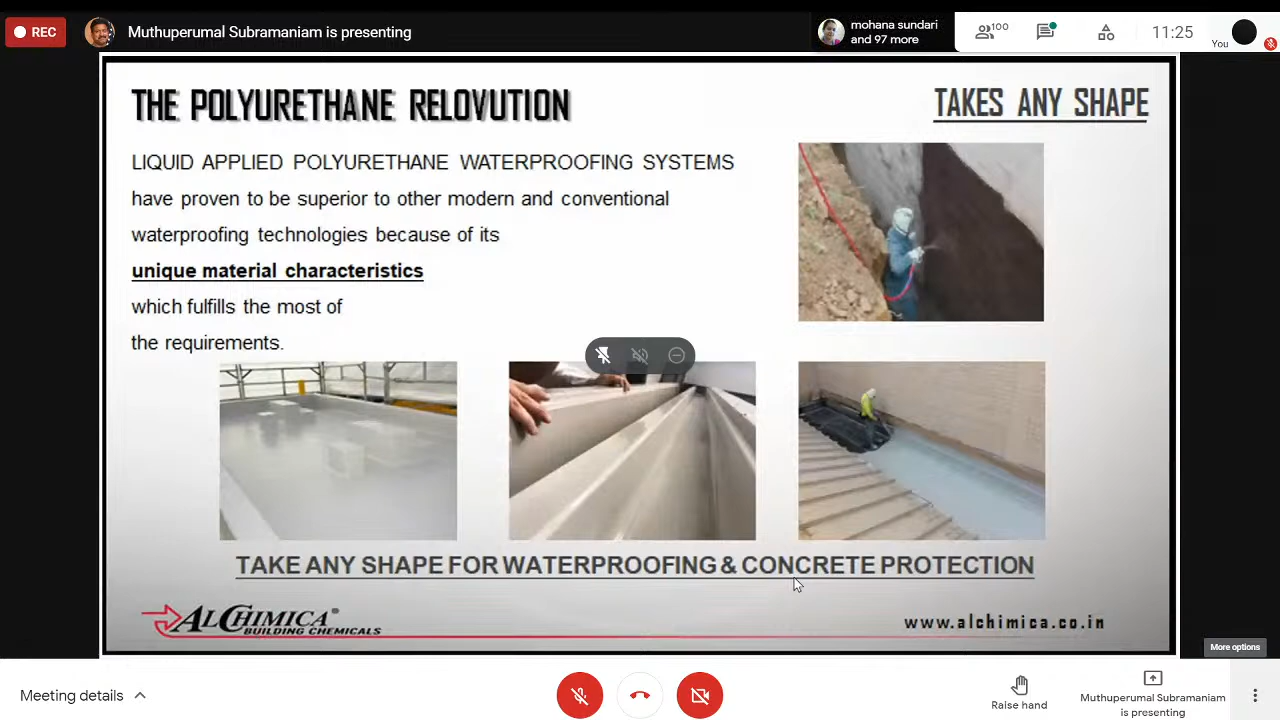 REC
Muthuperumal Subramaniam is presenting
mohana sundari
and 97 more
100
11:25
You
THE POLYURETHANE RELOVUTION
TAKES ANY SHAPE
LIQUID APPLIED POLYURETHANE WATERPROOFING SYSTEMS
have proven to be superior to other modern and conventional
waterproofing technologies because of its
unique material characteristics
which fulfills the most of
the requirements.
TAKE ANY SHAPE FOR WATERPROOFING & CONCRETE PROTECTION
ALCHIMICA®
BUILDING CHEMICALS
www.alchimica.co.in
More options
Meeting details
Raise hand
Muthuperumal Subramaniam
is presenting